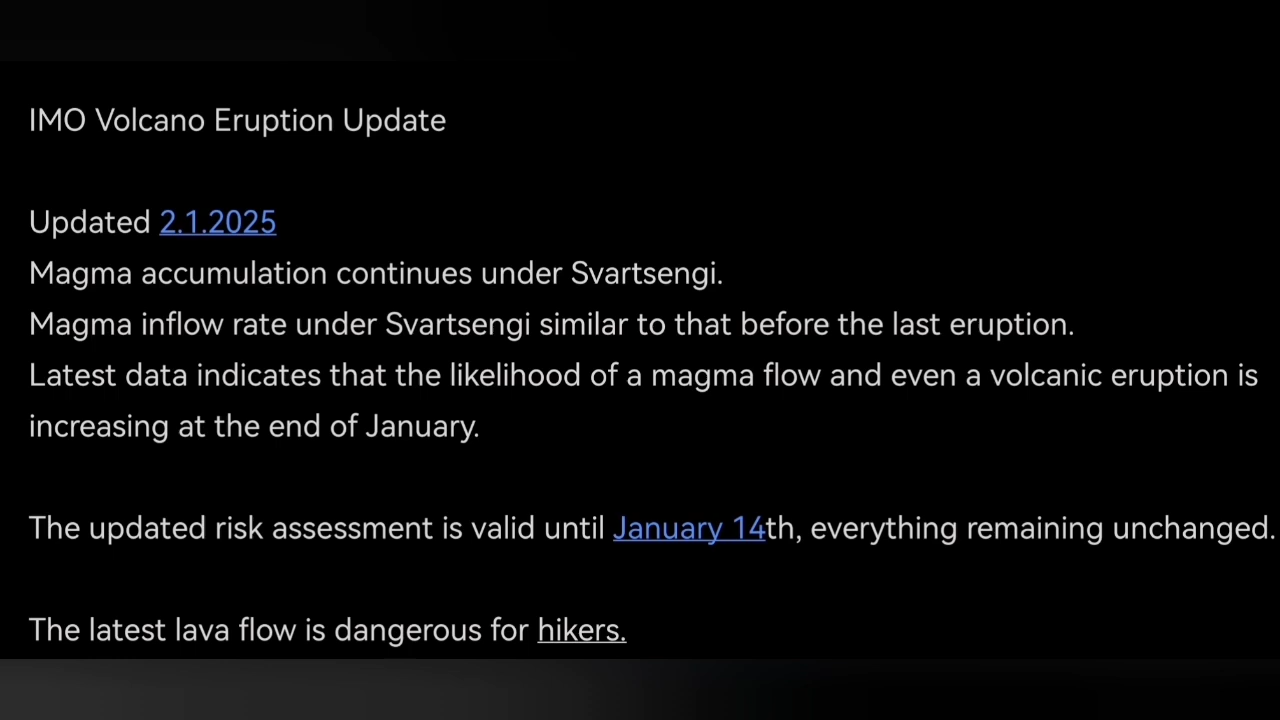 IMO Volcano Eruption Update
Updated 2.1.2025
Magma accumulation continues under Svartsengi.
Magma inflow rate under Svartsengi similar to that before the last eruption.
Latest data indicates that the likelihood of a magma flow and even a volcanic eruption is
increasing at the end of January.
The updated risk assessment is valid until January 14th, everything remaining unchanged.
The latest lava flow is dangerous for hikers.